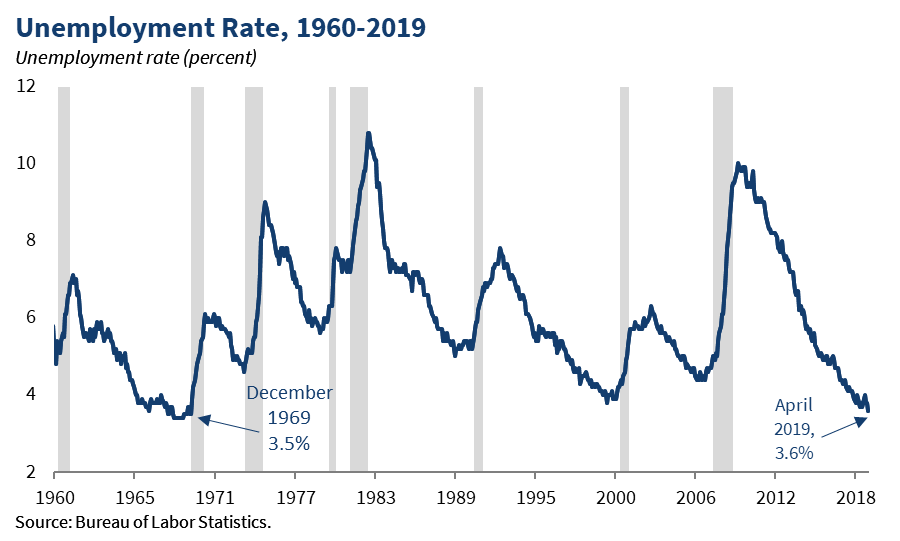 Unemployment Rate, 1960-2019
Unemployment rate (percent)
12
10
8
6
4
2
December
1969
3.5%
April
2019,
3.6%
1960 1965 1971 1977 1983 1989 1995 2000 2006 2012 2018
Source: Bureau of Labor Statistics.